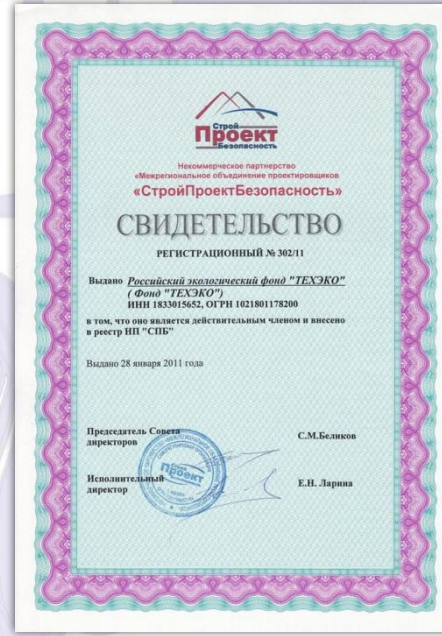 Строй
Проект
Безопасность
Некоммерческое партнерство
«Межрегиональное объединение проектировщиков
«СтройПроектБезопасность»
СВИДЕТЕЛЬСТВО
РЕГИСТРАЦИОННЫЙ № 302/11
Выдано Российский экологический фонд "ТЕХЭКО"
( Фонд "ТЕХЭКО")
ИНН 1833015652, ОГРН 1021801178200
в том, что оно является действительным членом и внесено
в реестр НП "СПБ"
Выдано 28 января 2011 года
Председатель Совета
директоров
С.М.Беликов
Проект
Исполнительный
директор
Е.Н. Ларина